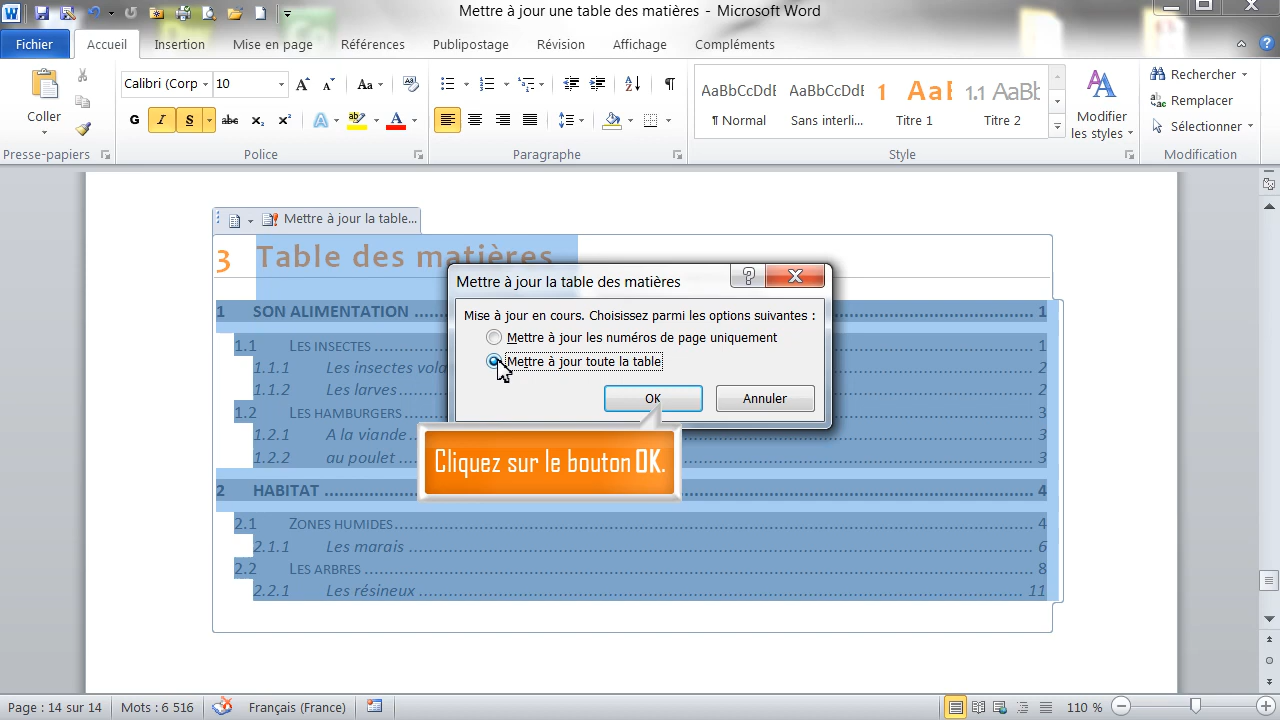 Mettre à jour une table des matières - Microsoft Word
Fichier Accueil Insertion Mise en page Références Publipostage Révision Affichage Compléments
Coller
Calibri (Corp 10
AaBbCcDdI AaBbCcDdE 1 AaB 1.1 AaBb
¶ Normal Sans interli... Titre 1 Titre 2
Modifier
les styles
Rechercher
Remplacer
Sélectionner
Presse-papiers Police Paragraphe Style Modification
Mettre à jour la table...
3 Table des matières
1 SON ALIMENTATION 1
1.1 LES INSECTES 1
1.1.1 Les insectes vola 2
1.1.2 Les larves 2
1.2 LES HAMBURGERS 3
1.2.1 A la viande 3
1.2.2 au poulet 3
2 HABITAT 4
2.1 ZONES HUMIDES 4
2.1.1 Les marais 6
2.2 LES ARBRES 8
2.2.1 Les résineux 11
Mettre à jour la table des matières
Mise à jour en cours. Choisissez parmi les options suivantes :
Mettre à jour les numéros de page uniquement
Mettre à jour toute la table
OK Annuler
Cliquez sur le bouton OK.
Page : 14 sur 14 Mots : 6 516 Français (France) 110 %